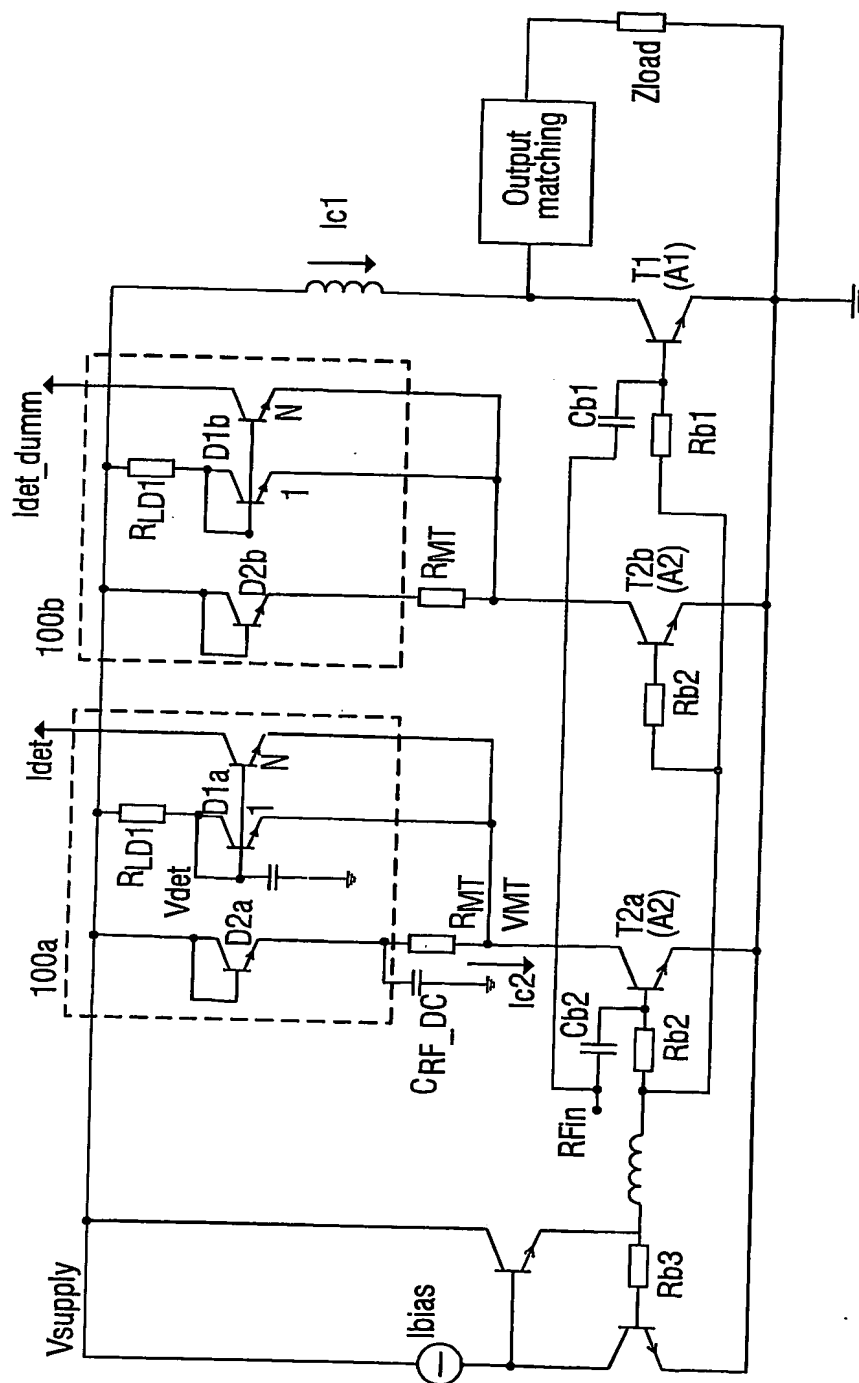 Vsupply
Ibias
Rb3
100a
D2a
Vdet
RLD1
D1a
1
N
Idet
CRF_DC
RMT
VMT
Ic2
RFin
Cb2
Rb2
T2a
(A2)
100b
D2b
RLD1
D1b
1
N
Idet_dumm
RMT
Rb2
T2b
(A2)
Ic1
Cb1
Rb1
T1
(A1)
Output
matching
Zload